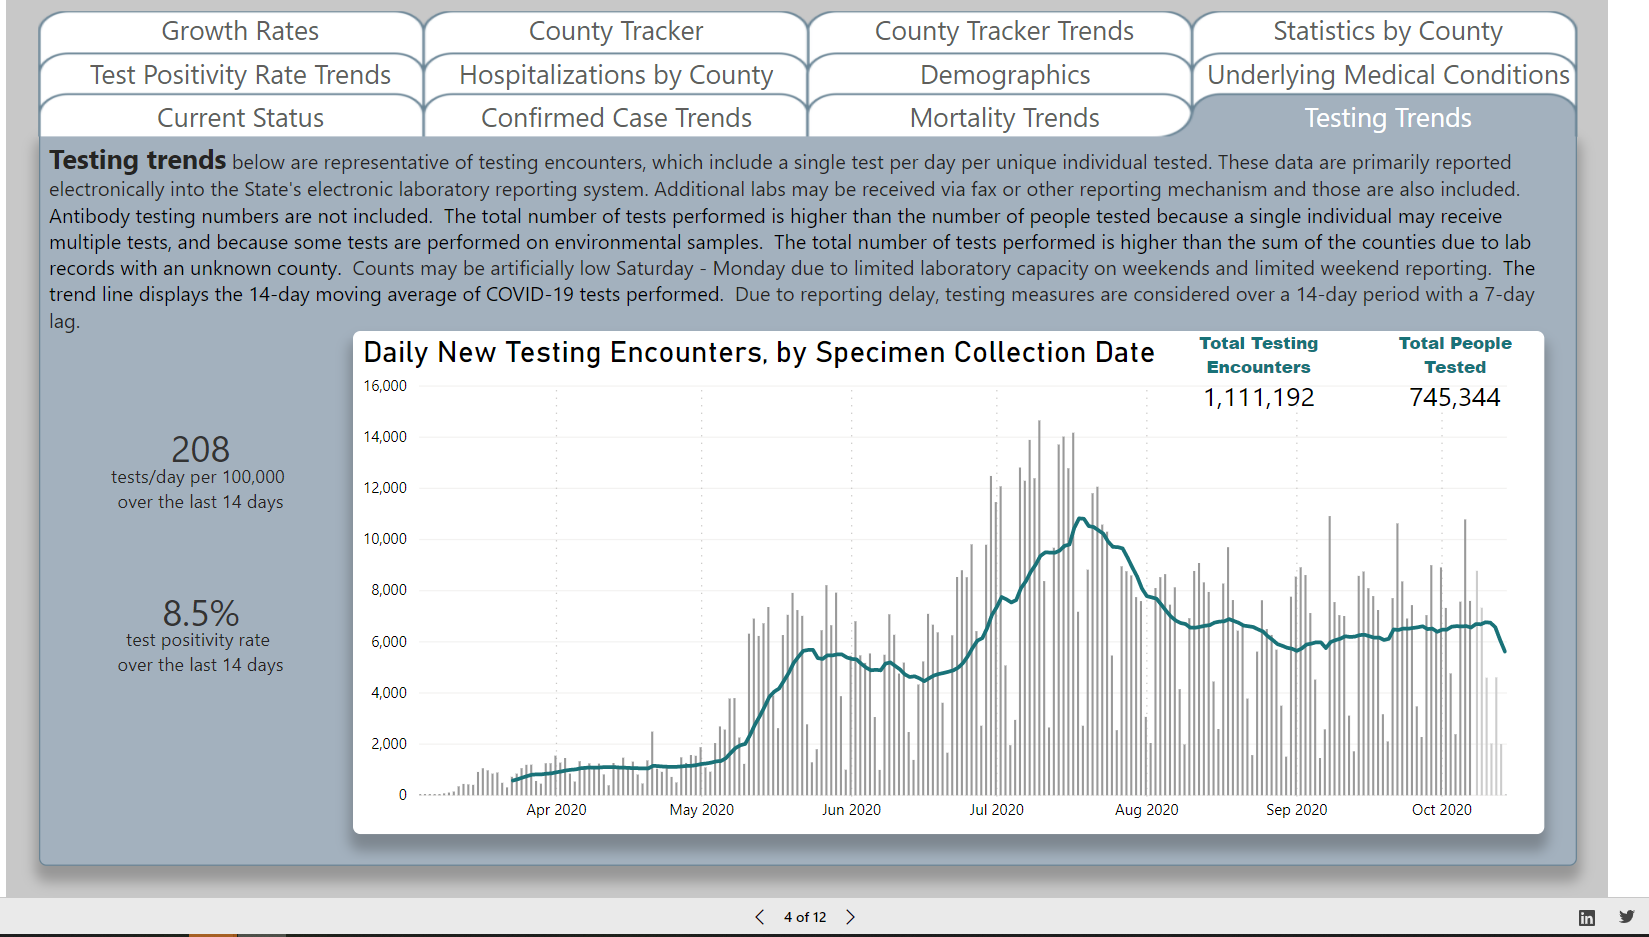 Growth Rates
County Tracker
County Tracker Trends
Statistics by County
Test Positivity Rate Trends
Hospitalizations by County
Demographics
Underlying Medical Conditions
Current Status
Confirmed Case Trends
Mortality Trends
Testing Trends
Testing trends below are representative of testing encounters, which include a single test per day per unique individual tested. These data are primarily reported
electronically into the State's electronic laboratory reporting system. Additional labs may be received via fax or other reporting mechanism and those are also included.
Antibody testing numbers are not included. The total number of tests performed is higher than the number of people tested because a single individual may receive
multiple tests, and because some tests are performed on environmental samples. The total number of tests performed is higher than the sum of the counties due to lab
records with an unknown county. Counts may be artificially low Saturday - Monday due to limited laboratory capacity on weekends and limited weekend reporting. The
trend line displays the 14-day moving average of COVID-19 tests performed. Due to reporting delay, testing measures are considered over a 14-day period with a 7-day
lag.
208
tests/day per 100,000
over the last 14 days
8.5%
test positivity rate
over the last 14 days
Daily New Testing Encounters, by Specimen Collection Date
Total Testing
Encounters
1,111,192
Total People
Tested
745,344
16,000
14,000
12,000
10,000
8,000
6,000
4,000
2,000
0
Apr 2020
May 2020
Jun 2020
Jul 2020
Aug 2020
Sep 2020
Oct 2020
4 of 12
in